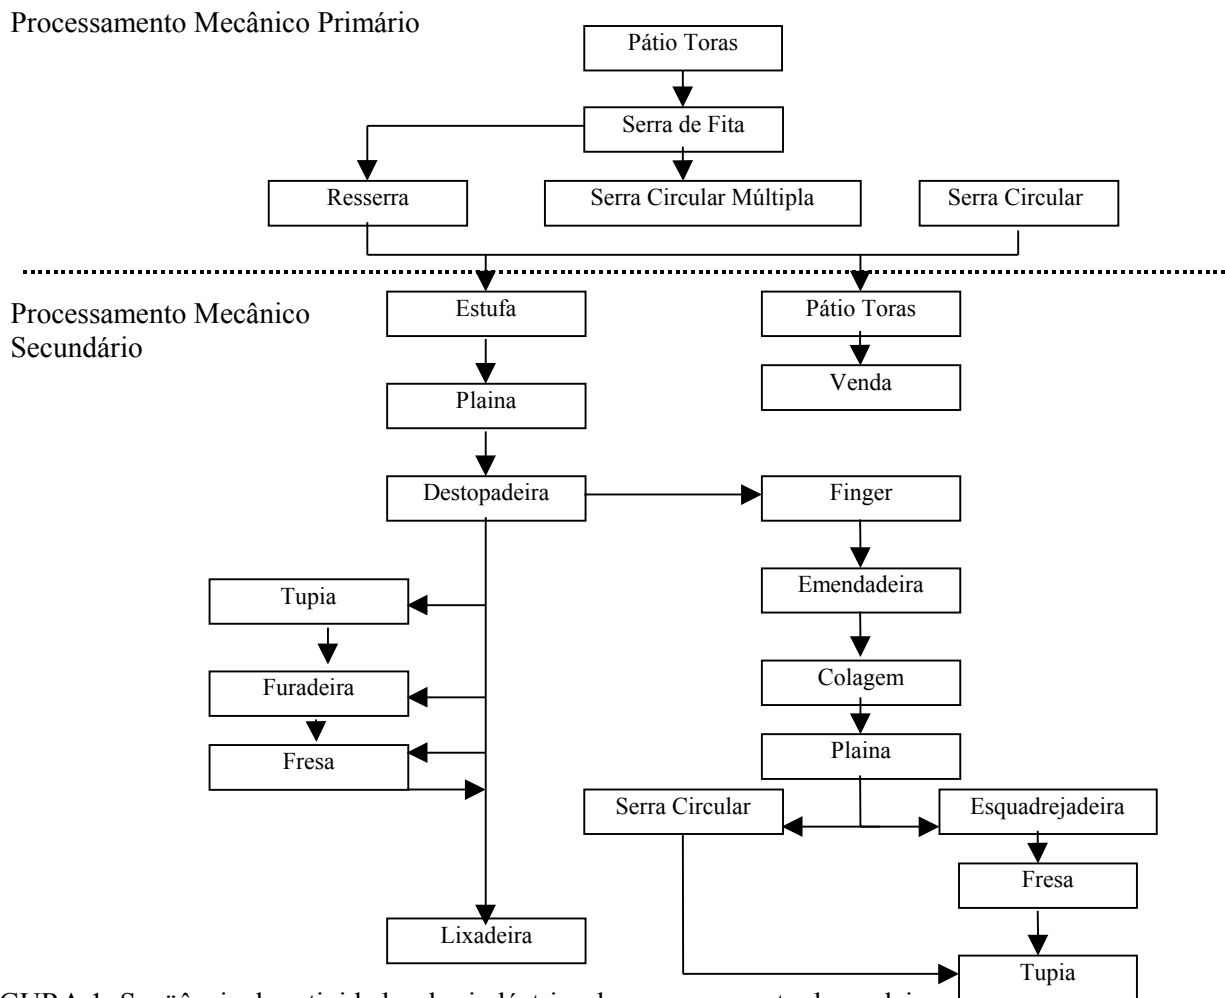 Processamento Mecânico Primário
Pátio Toras
Serra de Fita
Resserra
Serra Circular Múltipla
Serra Circular
Processamento Mecânico
Secundário
Estufa
Pátio Toras
Plaina
Venda
Destopadeira
Finger
Tupia
Emendadeira
Furadeira
Colagem
Fresa
Plaina
Serra Circular
Esquadrejadeira
Fresa
Lixadeira
Tupia